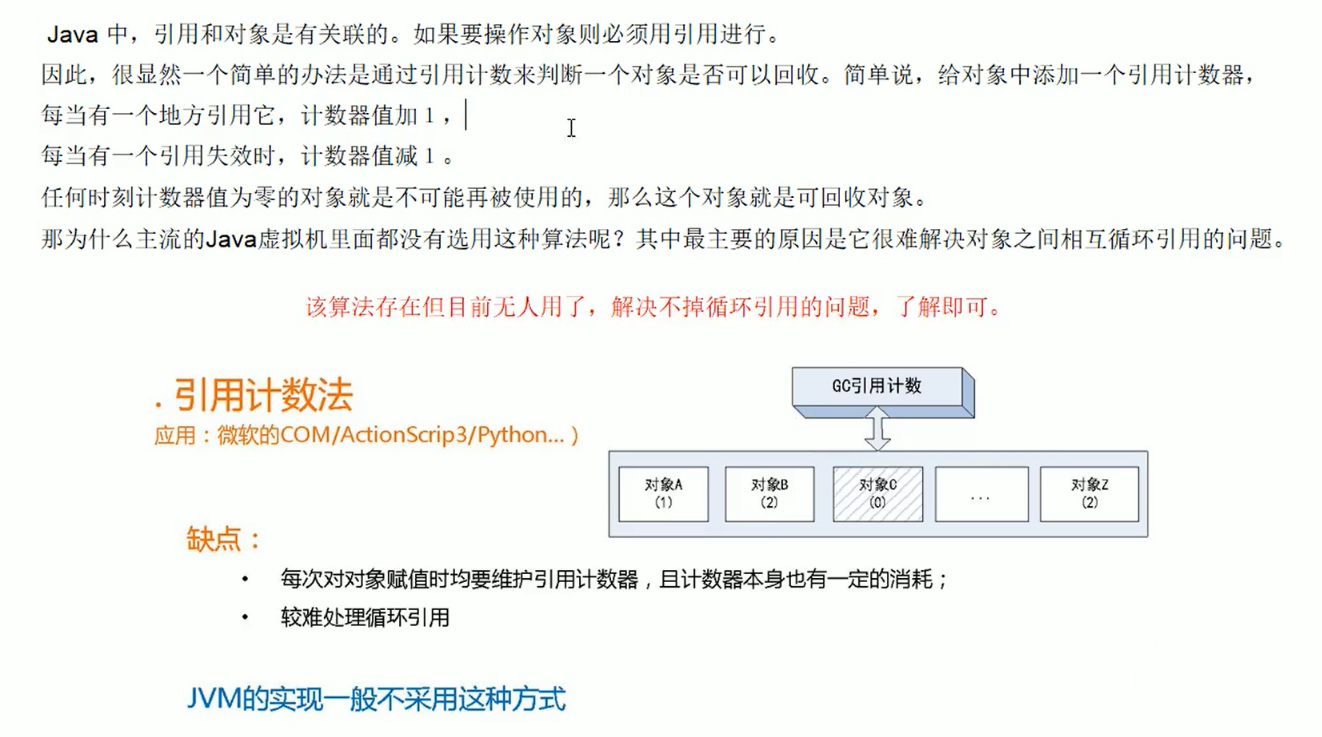 Java 中，引用和对象是有关联的。如果要操作对象则必须用引用进行。
因此，很显然一个简单的办法是通过引用计数来判断一个对象是否可以回收。简单说，给对象中添加一个引用计数器，
每当有一个地方引用它，计数器值加１，
每当有一个引用失效时，计数器值减１。
任何时刻计数器值为零的对象就是不可能再被使用的，那么这个对象就是可回收对象。
那为什么主流的Java虚拟机里面都没有选用这种算法呢？其中最主要的原因是它很难解决对象之间相互循环引用的问题。
该算法存在但目前无人用了，解决不掉循环引用的问题，了解即可。
. 引用计数法
应用：微软的COM/ActionScrip3/Python...）
GC引用计数
对象A
(1)
对象B
(2)
对象C
(0)
...
对象Z
(2)
缺点：
• 每次对对象赋值时均要维护引用计数器，且计数器本身也有一定的消耗；
• 较难处理循环引用
JVM的实现一般不采用这种方式